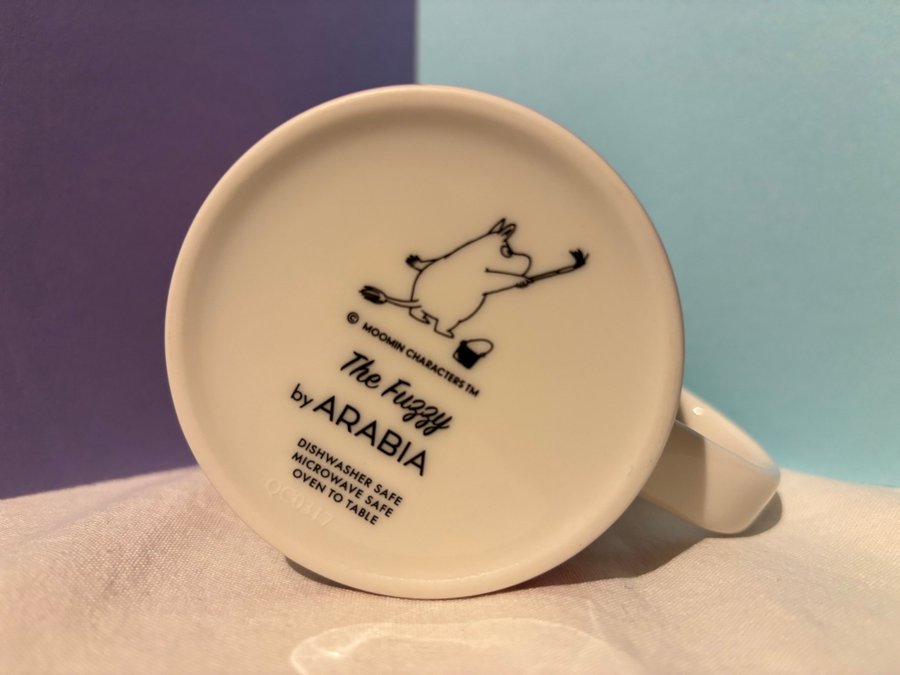 © MOOMIN CHARACTERS™
The Fuzzy
by ARABIA
DISHWASHER SAFE
MICROWAVE SAFE
OVEN TO TABLE